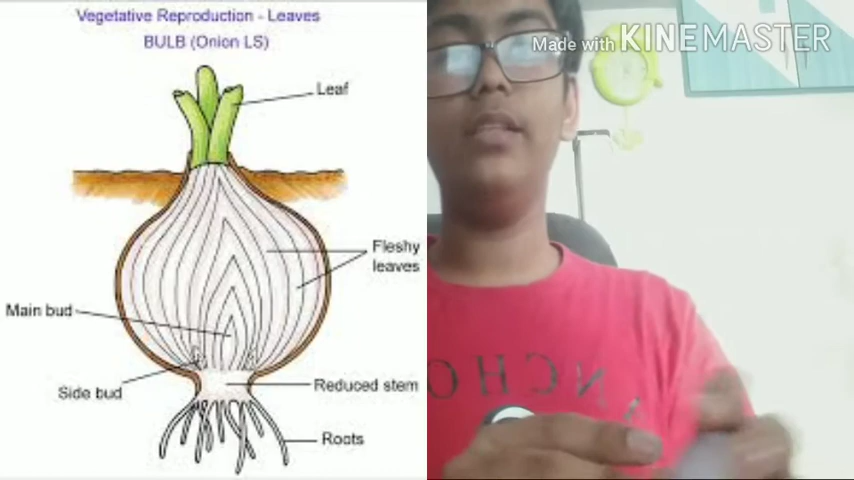 Vegetative Reproduction - Leaves
BULB (Onion LS)
Leaf
Fleshy
leaves
Main bud
Side bud
Reduced stem
Roots
Made with KINEMASTER